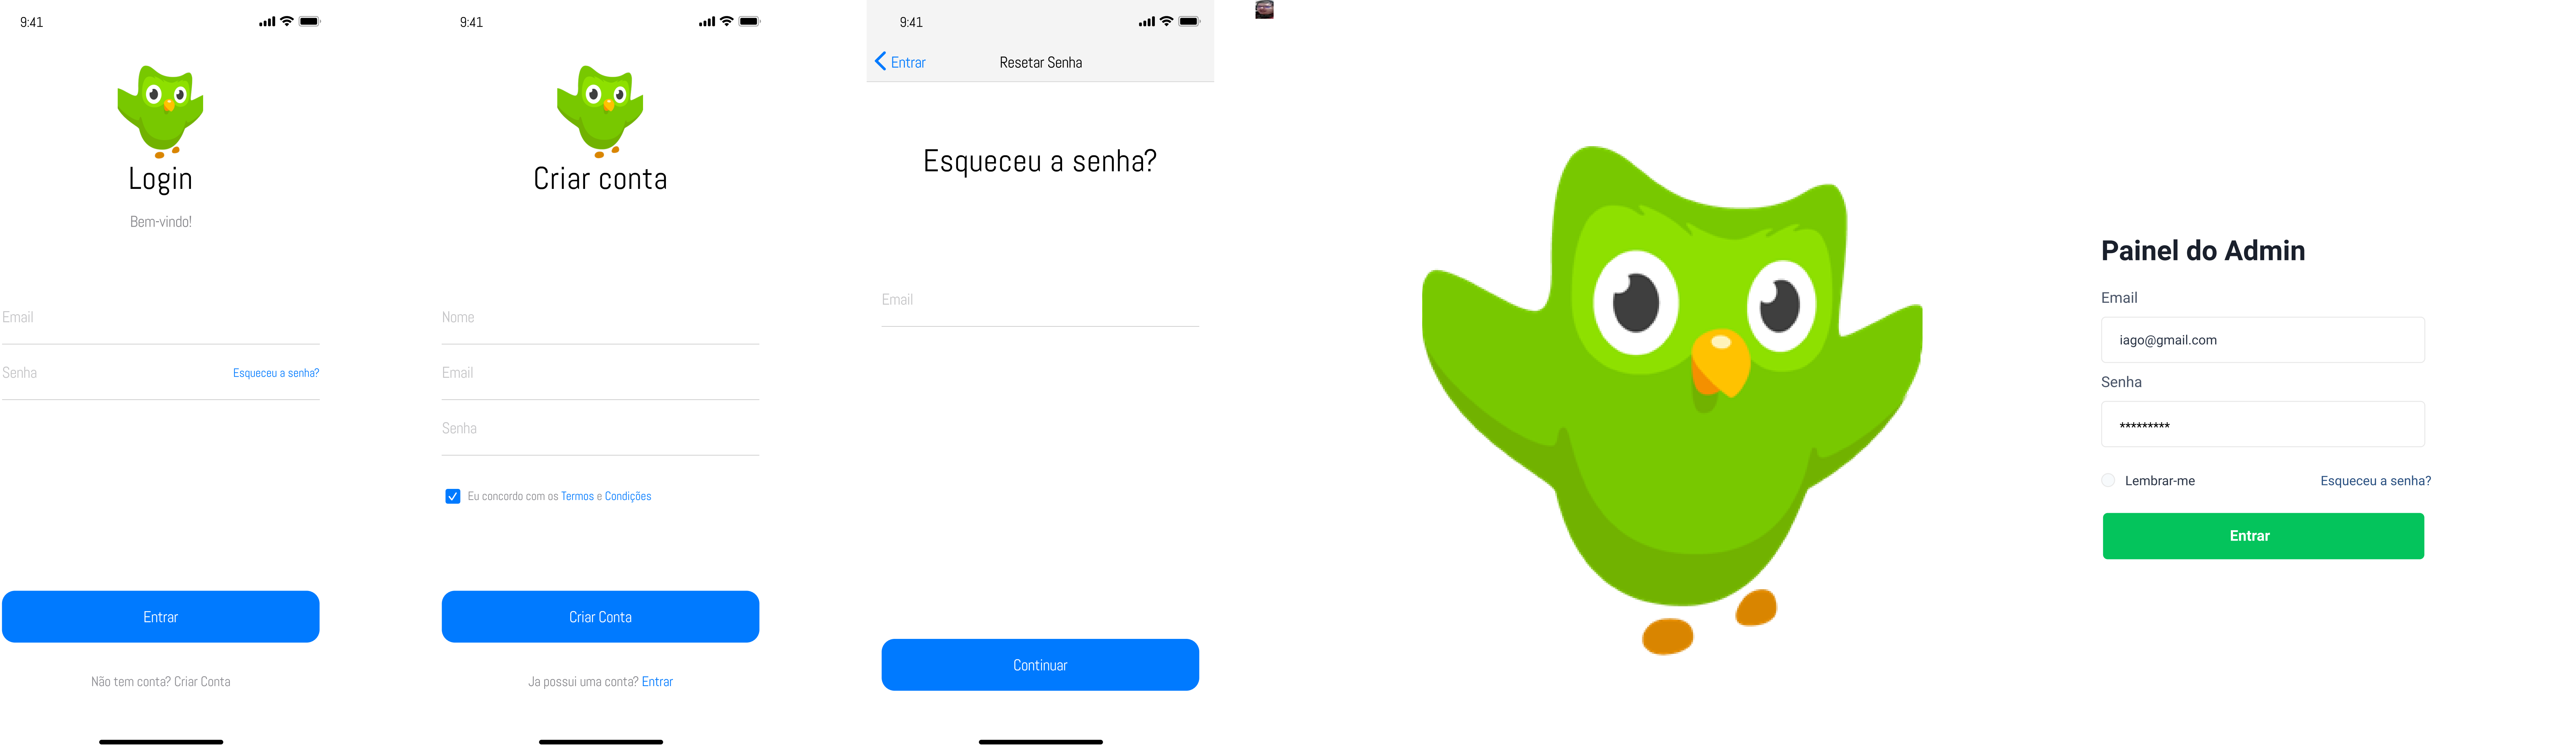 9:41
Login
Bem-vindo!
Email
Senha
Esqueceu a senha?
Entrar
Não tem conta? Criar Conta
9:41
Criar conta
Nome
Email
Senha
Eu concordo com os Termos e Condições
Criar Conta
Ja possui uma conta? Entrar
9:41
Entrar
Resetar Senha
Esqueceu a senha?
Email
Continuar
Painel do Admin
Email
iago@gmail.com
Senha
*********
Lembrar-me
Esqueceu a senha?
Entrar